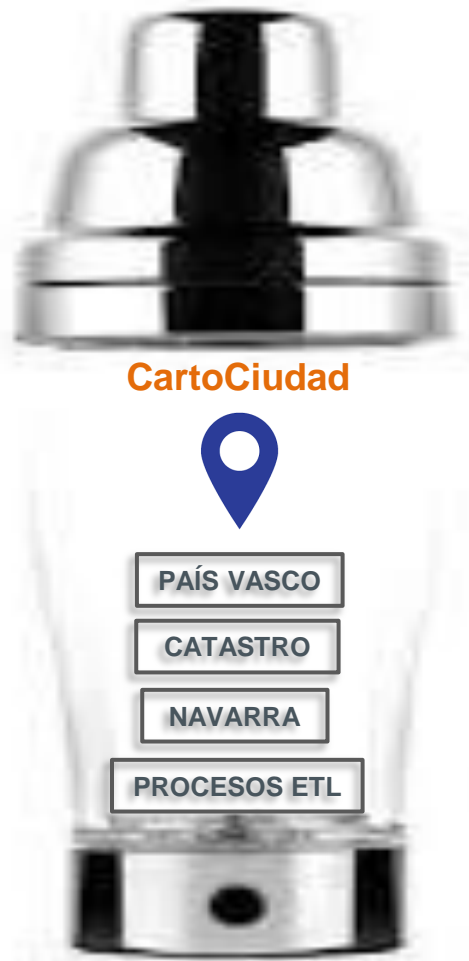 CartoCiudad
PAÍS VASCO
CATASTRO
NAVARRA
PROCESOS ETL